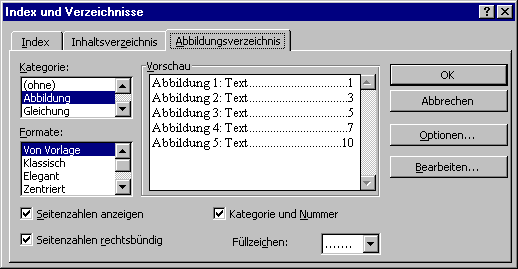 Index und Verzeichnisse
Index
Inhaltsverzeichnis
Abbildungsverzeichnis
Kategorie:
(ohne)
Abbildung
Gleichung
Formate:
Von Vorlage
Klassisch
Elegant
Zentriert
Vorschau
Abbildung 1: Text...............................1
Abbildung 2: Text...............................3
Abbildung 3: Text...............................5
Abbildung 4: Text...............................7
Abbildung 5: Text.............................10
OK
Abbrechen
Optionen...
Bearbeiten...
Seitenzahlen anzeigen
Kategorie und Nummer
Seitenzahlen rechtsbündig
Füllzeichen:
.......